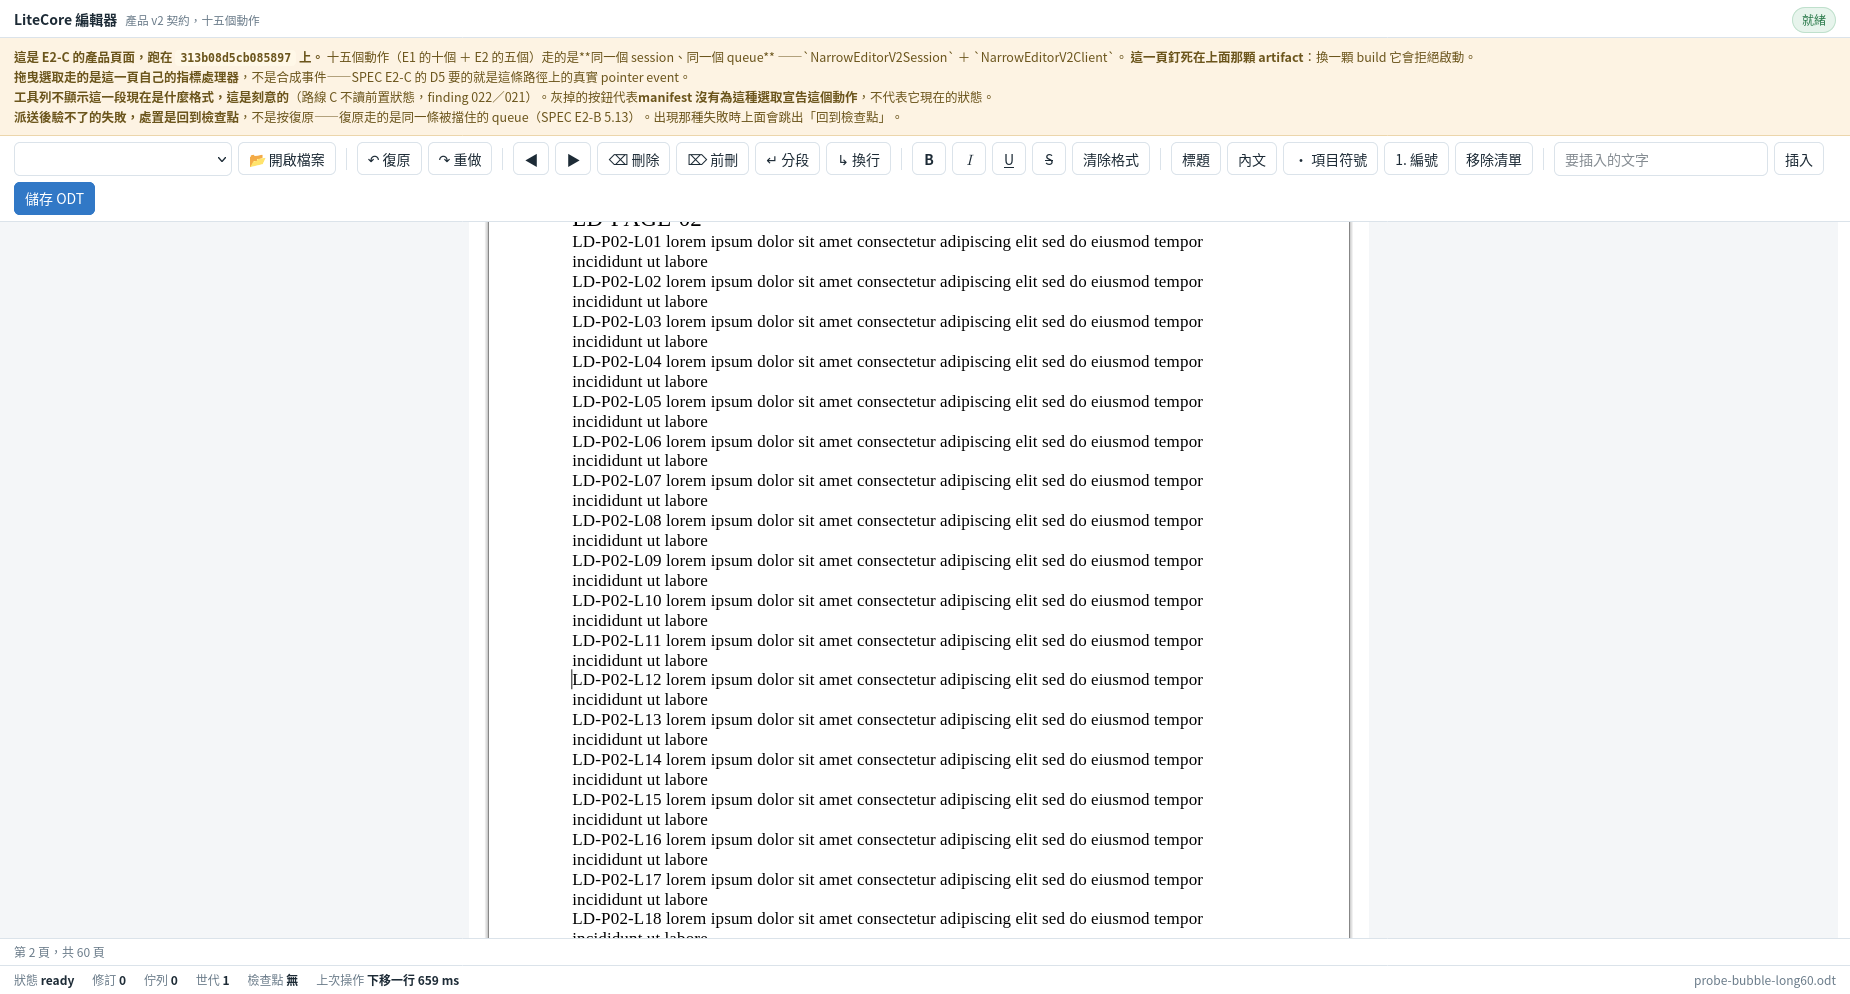 LiteCore 編輯器 產品 v2 契約，十五個動作 就緒
這是 E2-C 的產品頁面，跑在 313b08d5cb085897 上。 十五個動作（E1 的十個 ＋ E2 的五個）走的是**同一個 session、同一個 queue** ——`NarrowEditorV2Session` ＋ `NarrowEditorV2Client`。 這一頁釘死在上面那顆 artifact：換一顆 build 它會拒絕啟動。
拖曳選取走的是這一頁自己的指標處理器，不是合成事件——SPEC E2-C 的 D5 要的就是這條路徑上的真實 pointer event。
工具列不顯示這一段現在是什麼格式，這是刻意的（路線 C 不讀前置狀態，finding 022／021）。灰掉的按鈕代表manifest 沒有為這種選取宣告這個動作，不代表它現在的狀態。
派送後驗不了的失敗，處置是回到檢查點，不是按復原——復原走的是同一條被擋住的 queue（SPEC E2-B 5.13）。出現那種失敗時上面會跳出「回到檢查點」。
📂 開啟檔案 ↶ 復原 ↷ 重做 ◀ ▶ ⌫ 刪除 ⌦ 前刪 ↵ 分段 ↳ 換行 B I U S 清除格式 標題 內文 • 項目符號 1. 編號 移除清單 要插入的文字 插入
儲存 ODT
LD-PAGE-02
LD-P02-L01 lorem ipsum dolor sit amet consectetur adipiscing elit sed do eiusmod tempor
incididunt ut labore
LD-P02-L02 lorem ipsum dolor sit amet consectetur adipiscing elit sed do eiusmod tempor
incididunt ut labore
LD-P02-L03 lorem ipsum dolor sit amet consectetur adipiscing elit sed do eiusmod tempor
incididunt ut labore
LD-P02-L04 lorem ipsum dolor sit amet consectetur adipiscing elit sed do eiusmod tempor
incididunt ut labore
LD-P02-L05 lorem ipsum dolor sit amet consectetur adipiscing elit sed do eiusmod tempor
incididunt ut labore
LD-P02-L06 lorem ipsum dolor sit amet consectetur adipiscing elit sed do eiusmod tempor
incididunt ut labore
LD-P02-L07 lorem ipsum dolor sit amet consectetur adipiscing elit sed do eiusmod tempor
incididunt ut labore
LD-P02-L08 lorem ipsum dolor sit amet consectetur adipiscing elit sed do eiusmod tempor
incididunt ut labore
LD-P02-L09 lorem ipsum dolor sit amet consectetur adipiscing elit sed do eiusmod tempor
incididunt ut labore
LD-P02-L10 lorem ipsum dolor sit amet consectetur adipiscing elit sed do eiusmod tempor
incididunt ut labore
LD-P02-L11 lorem ipsum dolor sit amet consectetur adipiscing elit sed do eiusmod tempor
incididunt ut labore
LD-P02-L12 lorem ipsum dolor sit amet consectetur adipiscing elit sed do eiusmod tempor
incididunt ut labore
LD-P02-L13 lorem ipsum dolor sit amet consectetur adipiscing elit sed do eiusmod tempor
incididunt ut labore
LD-P02-L14 lorem ipsum dolor sit amet consectetur adipiscing elit sed do eiusmod tempor
incididunt ut labore
LD-P02-L15 lorem ipsum dolor sit amet consectetur adipiscing elit sed do eiusmod tempor
incididunt ut labore
LD-P02-L16 lorem ipsum dolor sit amet consectetur adipiscing elit sed do eiusmod tempor
incididunt ut labore
LD-P02-L17 lorem ipsum dolor sit amet consectetur adipiscing elit sed do eiusmod tempor
incididunt ut labore
LD-P02-L18 lorem ipsum dolor sit amet consectetur adipiscing elit sed do eiusmod tempor
incididunt ut labore
第 2 頁，共 60 頁
狀態 ready 修訂 0 佇列 0 世代 1 檢查點 無 上次操作 下移一行 659 ms probe-bubble-long60.odt